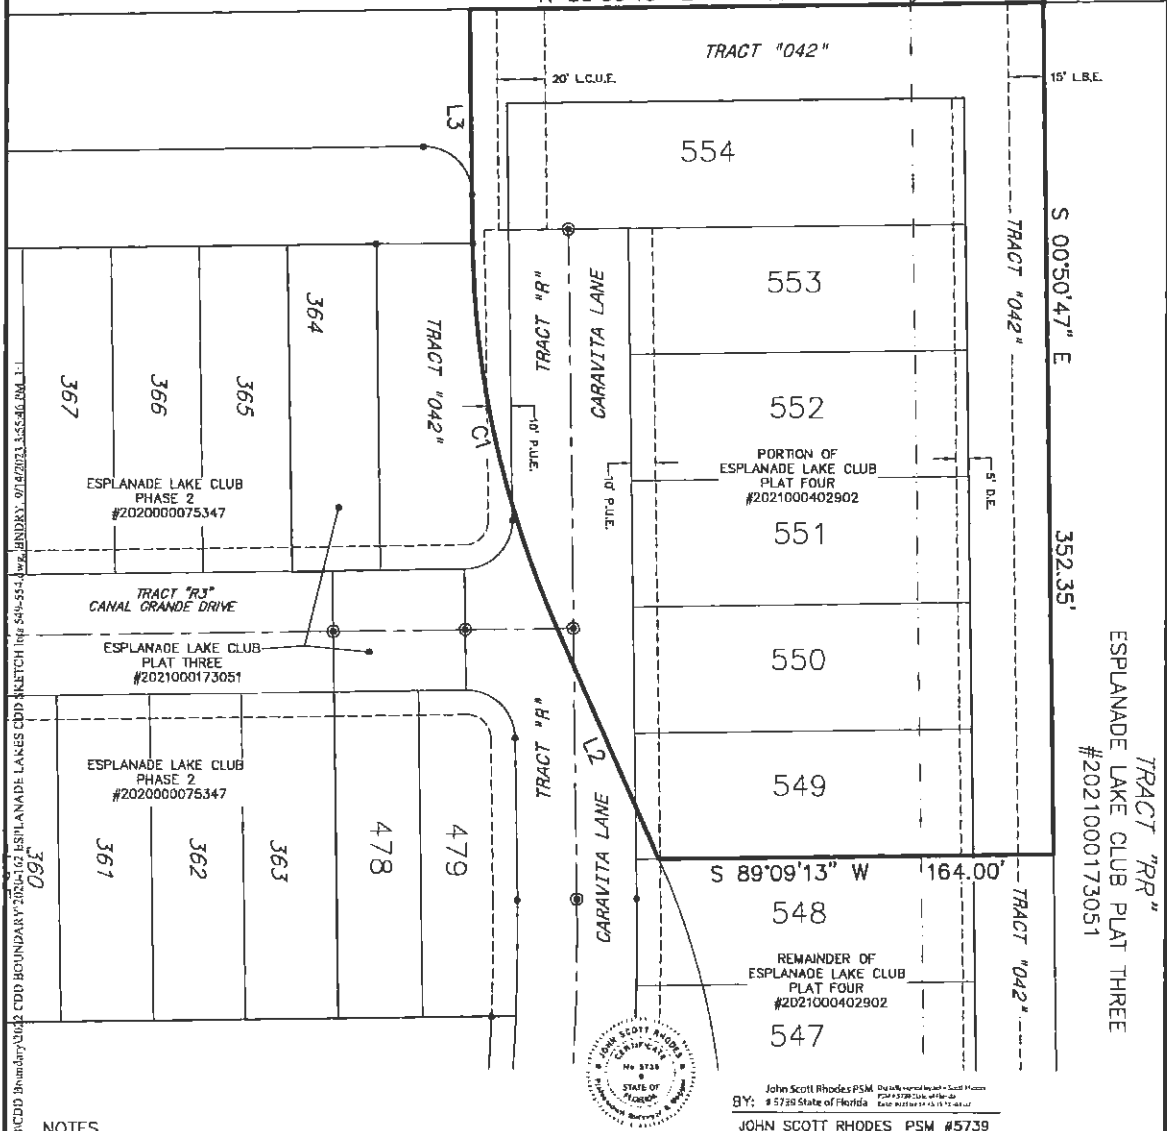 TRACT "042"
20' L.C.U.E.
15' L.B.E.
L3
554
S 00°50'47" E
352.35'
TRACT "042"
553
TRACT "R"
CARAVITA LANE
364
TRACT "042"
552
367
366
365
C1
10' P.U.E.
PORTION OF
ESPLANADE LAKE CLUB
PLAT FOUR
#2021000402902
10' P.U.E.
5' D.E.
ESPLANADE LAKE CLUB
PHASE 2
#2020000075347
551
TRACT "R3"
CANAL GRANDE DRIVE
ESPLANADE LAKE CLUB
PLAT THREE
#2021000173051
550
TRACT "RR"
ESPLANADE LAKE CLUB PLAT THREE
#2021000173051
TRACT "R"
L2
ESPLANADE LAKE CLUB
PHASE 2
#2020000075347
549
CARAVITA LANE
360
361
362
363
478
479
S 89°09'13" W
164.00'
548
TRACT "042"
REMAINDER OF
ESPLANADE LAKE CLUB
PLAT FOUR
#2021000402902
547
JOHN SCOTT RHODES
CERTIFICATE
No 5739
STATE OF
FLORIDA
John Scott Rhodes PSM
BY: #5739 State of Florida
JOHN SCOTT RHODES PSM #5739
NOTES